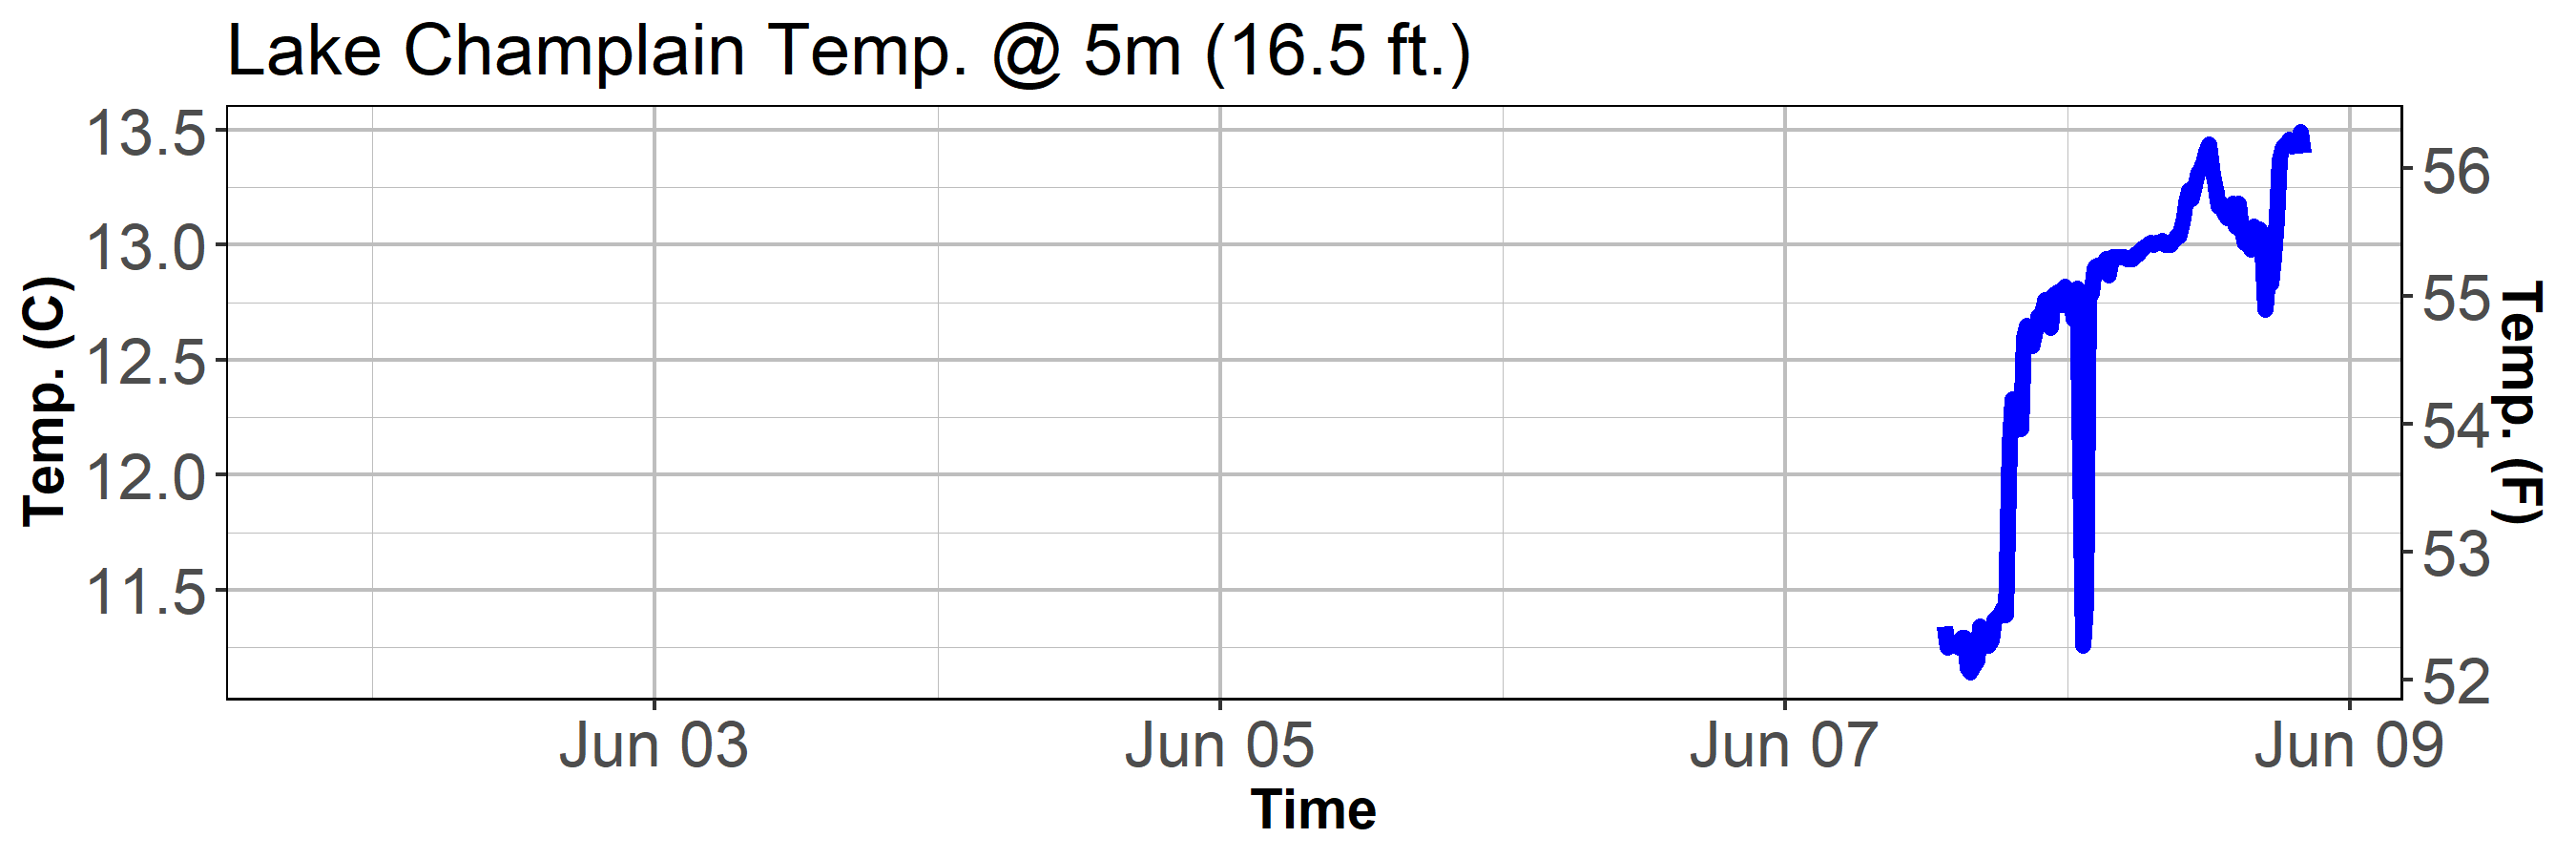 Lake Champlain Temp. @ 5m (16.5 ft.)
13.5
13.0
12.5
12.0
11.5
Temp. (C)
56
55
54
53
52
Temp. (F)
Jun 03
Jun 05
Jun 07
Jun 09
Time